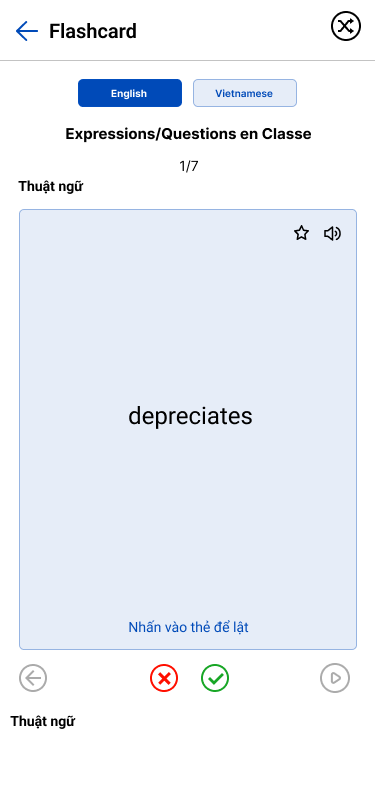 Flashcard
English
Vietnamese
Expressions/Questions en Classe
1/7
Thuật ngữ
depreciates
Nhấn vào thẻ để lật
Thuật ngữ